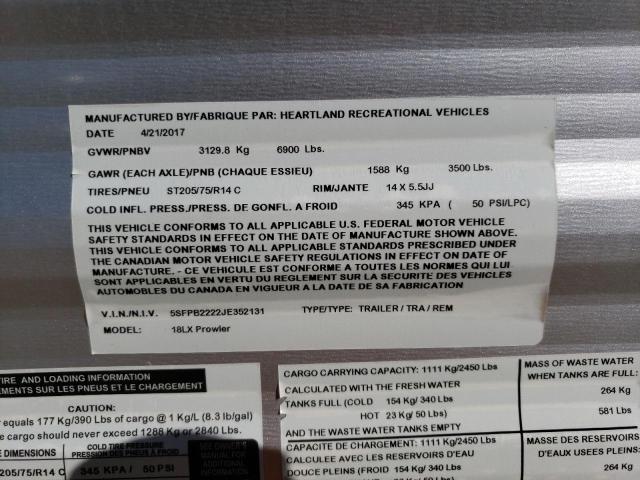 MANUFACTURED BY/FABRIQUE PAR: HEARTLAND RECREATIONAL VEHICLES
DATE 4/21/2017
GVWR/PNBV 3129.8 Kg 6900 Lbs.
GAWR (EACH AXLE)/PNB (CHAQUE ESSIEU) 1588 Kg 3500 Lbs.
TIRES/PNEU ST205/75/R14 C RIM/JANTE 14 X 5.5JJ
COLD INFL. PRESS./PRESS. DE GONFL. A FROID 345 KPA ( 50 PSI/LPC)
THIS VEHICLE CONFORMS TO ALL APPLICABLE U.S. FEDERAL MOTOR VEHICLE
SAFETY STANDARDS IN EFFECT ON THE DATE OF MANUFACTURE SHOWN ABOVE.
THIS VEHICLE CONFORMS TO ALL APPLICABLE STANDARDS PRESCRIBED UNDER
THE CANADIAN MOTOR VEHICLE SAFETY REGULATIONS IN EFFECT ON DATE OF
MANUFACTURE. - CE VEHICULE EST CONFORME A TOUTES LES NORMES QUI LUI
SONT APPLICABLES EN VERTU DU REGLEMENT SUR LA SECURITE DES VEHICLES
AUTOMOBILES DU CANADA EN VIGUEUR A LA DATE DE SA FABRICATION
V.I.N./N.I.V. 5SFPB2222JE352131 TYPE/TYPE: TRAILER / TRA / REM
MODEL: 18LX Prowler
TIRE AND LOADING INFORMATION
SUR LES PNEUS ET LE CHARGEMENT
CAUTION:
equals 177 Kg/390 Lbs of cargo @ 1 Kg/L (8.3 lb/gal)
cargo should never exceed 1288 Kg or 2840 Lbs.
DIMENSIONS COLD TIRE PRESSURE
PRESSION DES PNEUS A FROID
205/75/R14 C 345 KPA / 50 PSI
SEE OWNER'S
MANUAL FOR
ADDITIONAL
INFORMATION
CARGO CARRYING CAPACITY: 1111 Kg/2450 Lbs
CALCULATED WITH THE FRESH WATER
TANKS FULL (COLD 154 Kg/ 340 Lbs
HOT 23 Kg/ 50 Lbs)
AND THE WASTE WATER TANKS EMPTY
CAPACITE DE CHARGEMENT: 1111 Kg/2450 Lbs
CALCULEE AVEC LES RESERVOIRS D'EAU
DOUCE PLEINS (FROID 154 Kg/ 340 Lbs
MASS OF WASTE WATER
WHEN TANKS ARE FULL:
264 Kg
581 Lbs
MASSE DES RESERVOIRS
D'EAUX USEES PLEINS:
264 Kg